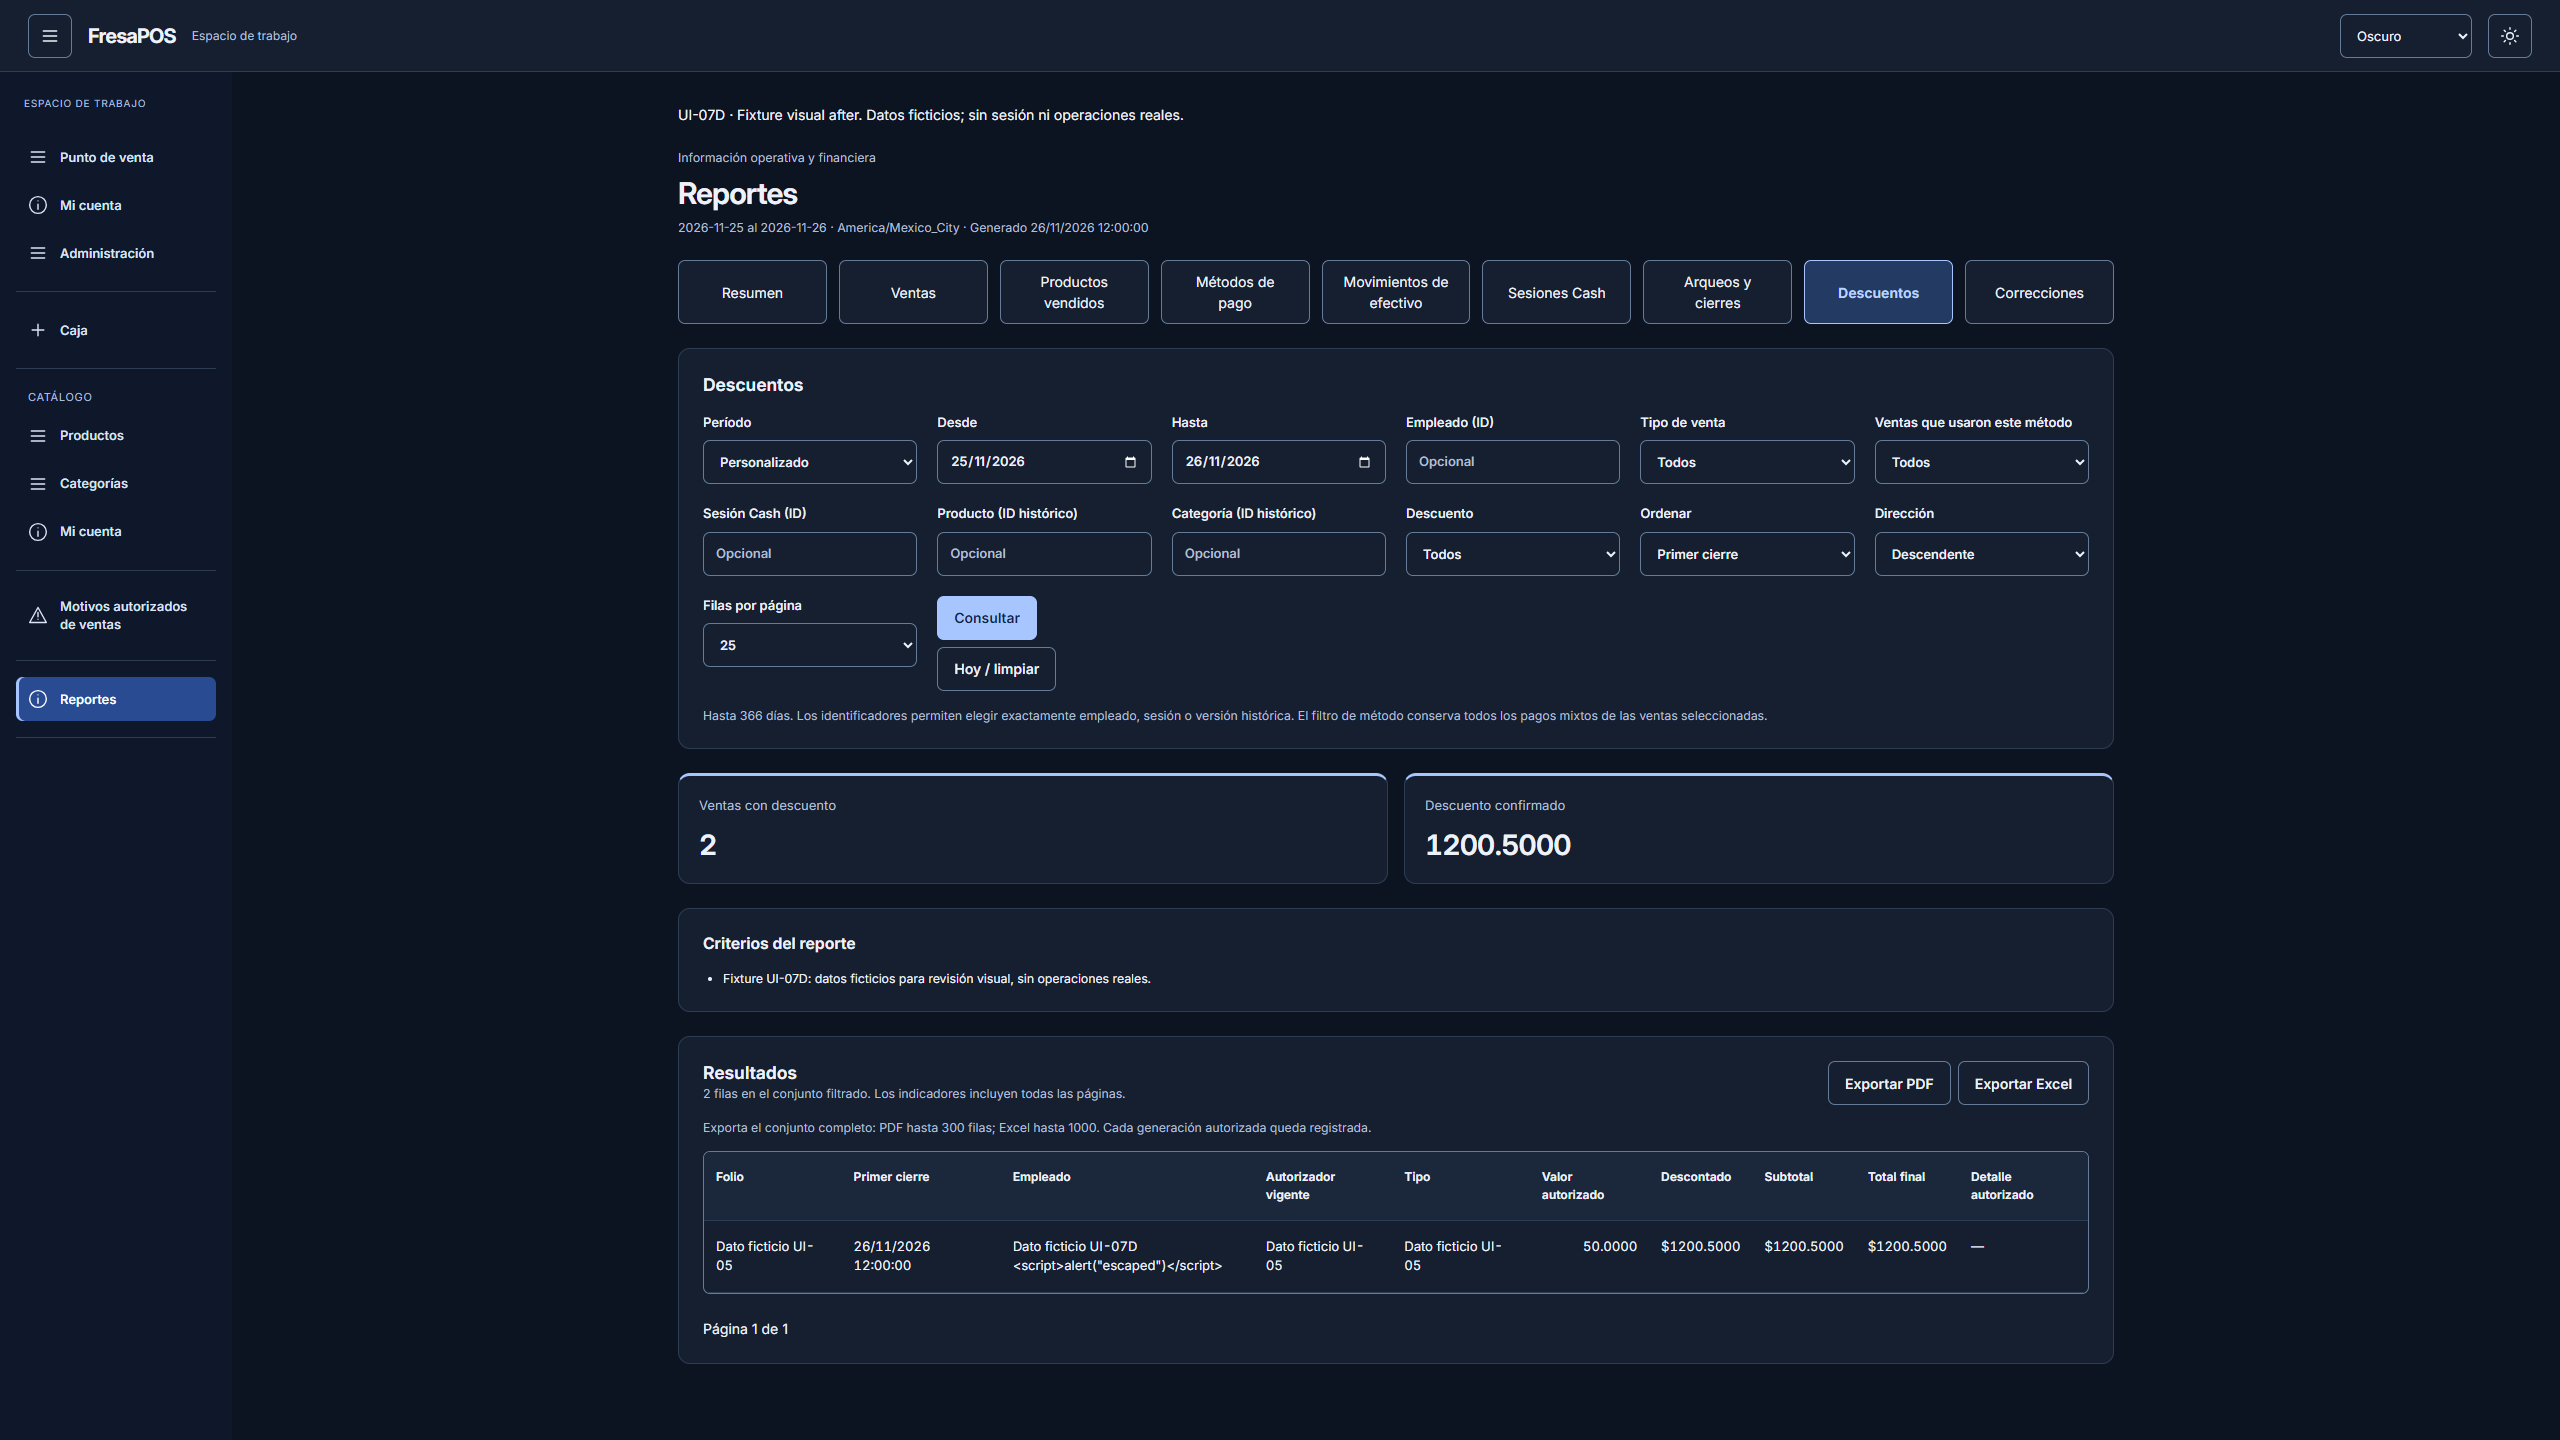 FresaPOS
Espacio de trabajo
Oscuro
ESPACIO DE TRABAJO
Punto de venta
Mi cuenta
Administración
Caja
CATÁLOGO
Productos
Categorías
Mi cuenta
Motivos autorizados
de ventas
Reportes
UI-07D · Fixture visual after. Datos ficticios; sin sesión ni operaciones reales.
Información operativa y financiera
Reportes
2026-11-25 al 2026-11-26 · America/Mexico_City · Generado 26/11/2026 12:00:00
Resumen
Ventas
Productos
vendidos
Métodos de
pago
Movimientos de
efectivo
Sesiones Cash
Arqueos y
cierres
Descuentos
Correcciones
Descuentos
Período
Desde
Hasta
Empleado (ID)
Tipo de venta
Ventas que usaron este método
Personalizado
25/11/2026
26/11/2026
Opcional
Todos
Todos
Sesión Cash (ID)
Producto (ID histórico)
Categoría (ID histórico)
Descuento
Ordenar
Dirección
Opcional
Opcional
Opcional
Todos
Primer cierre
Descendente
Filas por página
25
Consultar
Hoy / limpiar
Hasta 366 días. Los identificadores permiten elegir exactamente empleado, sesión o versión histórica. El filtro de método conserva todos los pagos mixtos de las ventas seleccionadas.
Ventas con descuento
2
Descuento confirmado
1200.5000
Criterios del reporte
• Fixture UI-07D: datos ficticios para revisión visual, sin operaciones reales.
Resultados
2 filas en el conjunto filtrado. Los indicadores incluyen todas las páginas.
Exportar PDF
Exportar Excel
Exporta el conjunto completo: PDF hasta 300 filas; Excel hasta 1000. Cada generación autorizada queda registrada.
Folio
Primer cierre
Empleado
Autorizador
vigente
Tipo
Valor
autorizado
Descontado
Subtotal
Total final
Detalle
autorizado
Dato ficticio UI-
05
26/11/2026
12:00:00
Dato ficticio UI-07D
<script>alert("escaped")</script>
Dato ficticio UI-
05
Dato ficticio UI-
05
50.0000
$1200.5000
$1200.5000
$1200.5000
—
Página 1 de 1